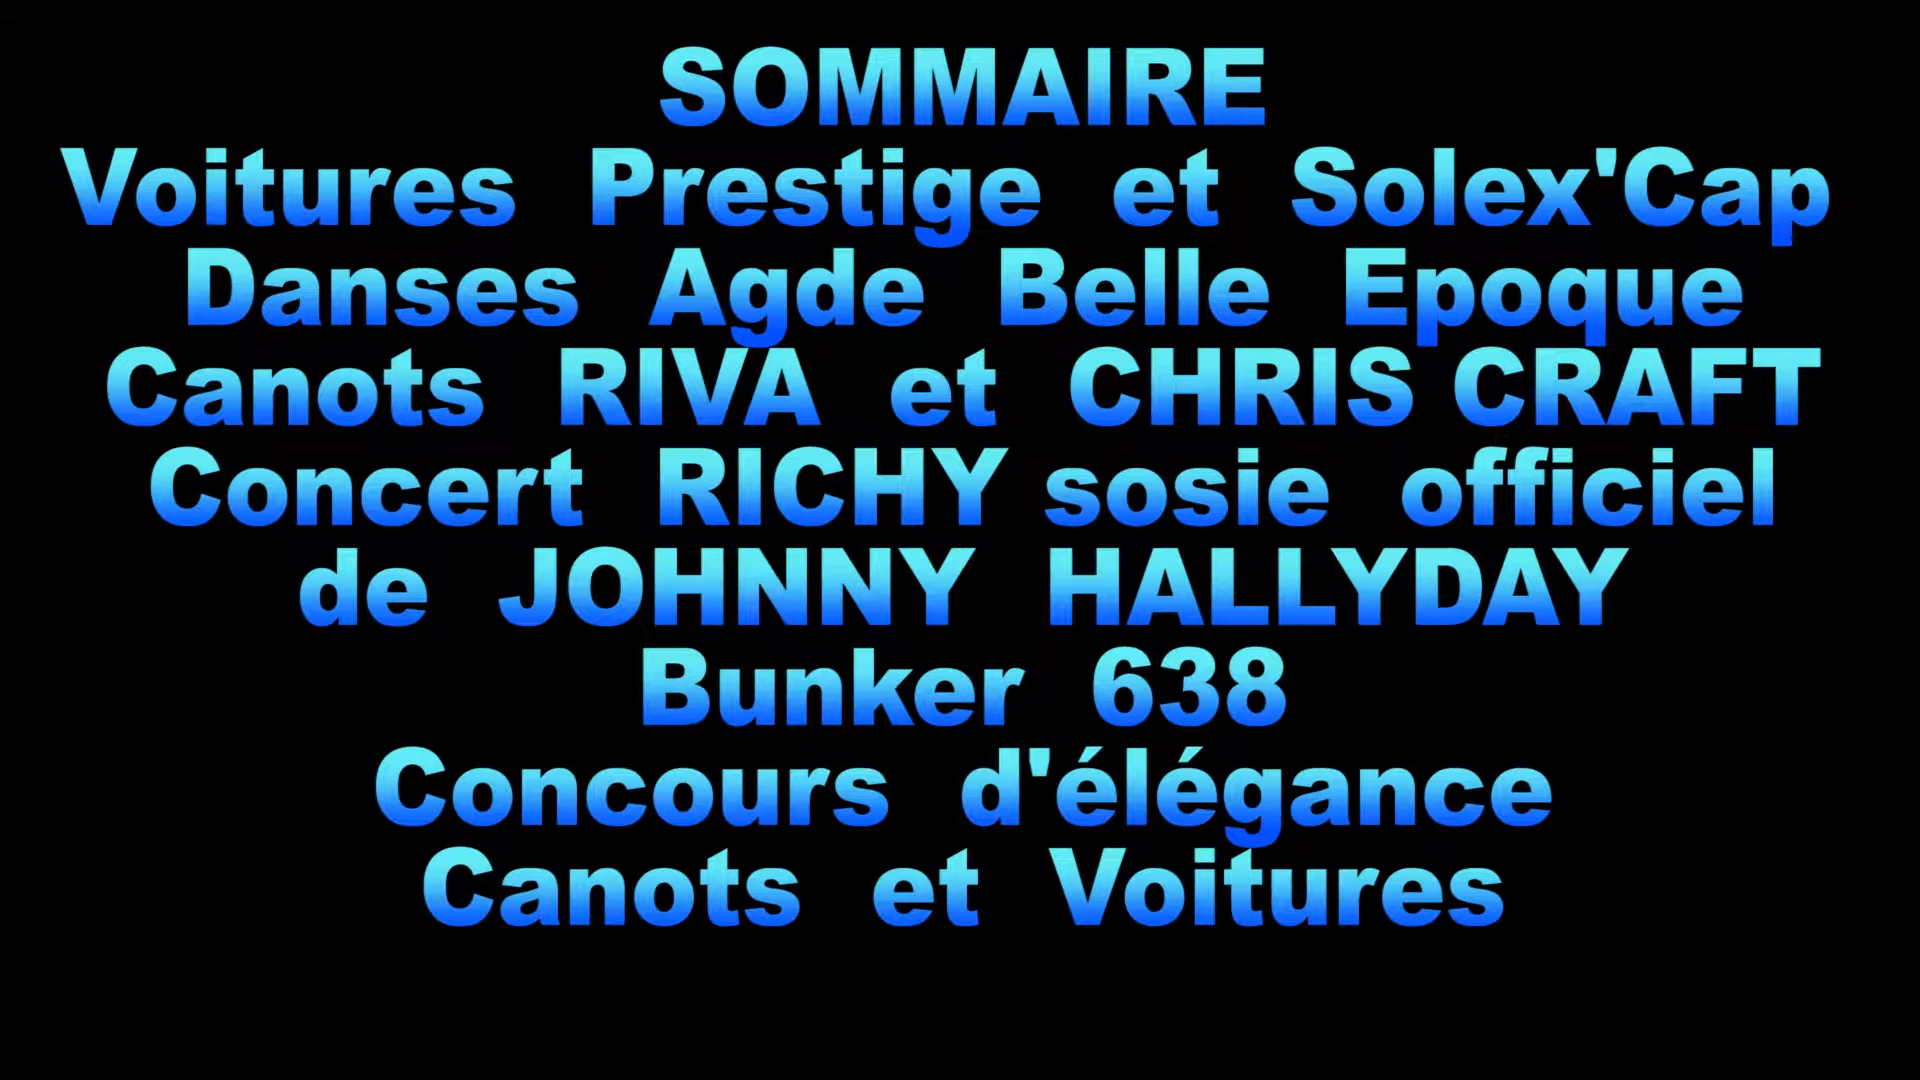 SOMMAIRE
Voitures Prestige et Solex'Cap
Danses Agde Belle Epoque
Canots RIVA et CHRIS CRAFT
Concert RICHY sosie officiel
de JOHNNY HALLYDAY
Bunker 638
Concours d'élégance
Canots et Voitures